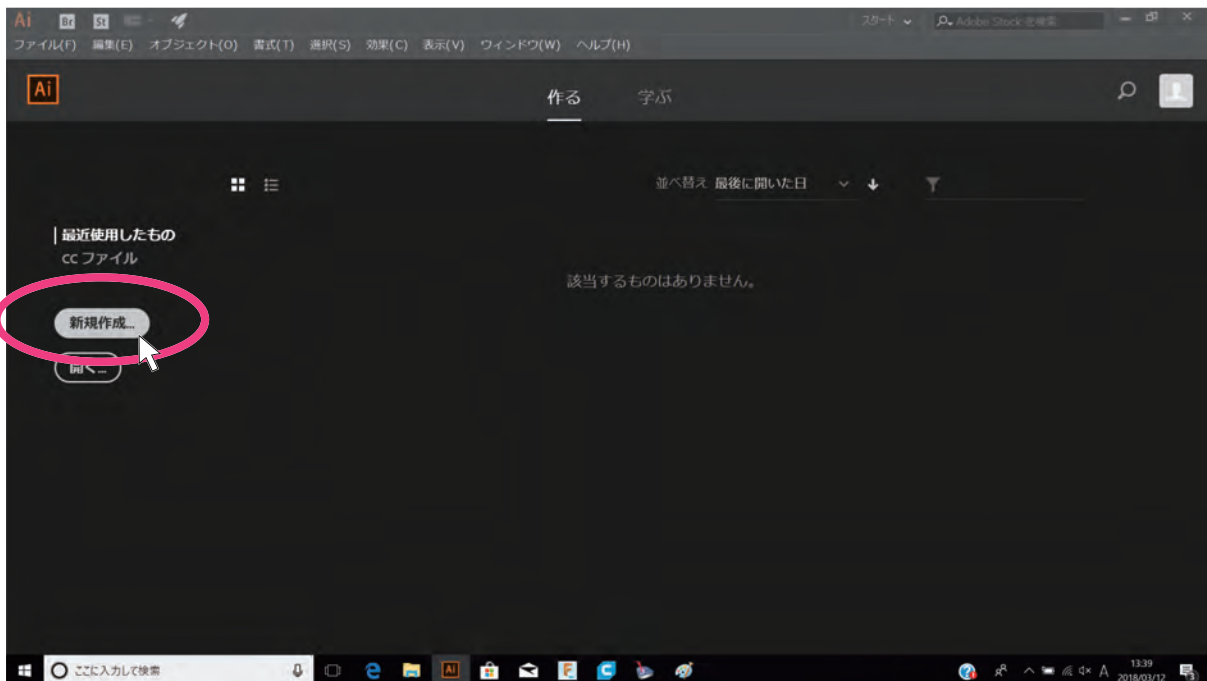 Ai Br St スタート Adobe Stock を検索
ファイル(F) 編集(E) オブジェクト(O) 書式(T) 選択(S) 効果(C) 表示(V) ウィンドウ(W) ヘルプ(H)
Ai 作る 学ぶ
並べ替え 最後に開いた日
最近使用したもの
cc ファイル
該当するものはありません。
新規作成...
開く...
ここに入力して検索 Ai A 13:39
2018/03/12